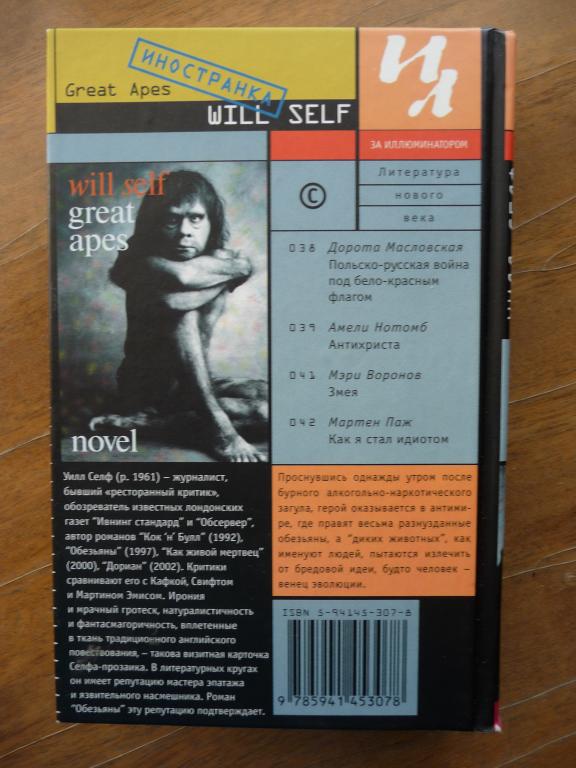 ИНОСТРАНКА
Great Apes
WILL SELF
ИЛ
ЗА ИЛЛЮМИНАТОРОМ
Литература
нового
века
©
will self
great
apes
novel
038 Дорота Масловская
Польско-русская война
под бело-красным
флагом
039 Амели Нотомб
Антихриста
041 Мэри Воронов
Змея
042 Мартен Паж
Как я стал идиотом
Уилл Селф (р. 1961) – журналист,
бывший «ресторанный критик»,
обозреватель известных лондонских
газет "Ивнинг стандард" и "Обсервер",
автор романов "Кок 'н' Булл" (1992),
"Обезьяны" (1997), "Как живой мертвец"
(2000), "Дориан" (2002). Критики
сравнивают его с Кафкой, Свифтом
и Мартином Эмисом. Ирония
и мрачный гротеск, натуралистичность
и фантасмагоричность, вплетенные
в ткань традиционного английского
повествования, – такова визитная карточка
Селфа-прозаика. В литературных кругах
он имеет репутацию мастера эпатажа
и язвительного насмешника. Роман
"Обезьяны" эту репутацию подтверждает.
Проснувшись однажды утром после
бурного алкогольно-наркотического
загула, герой оказывается в антими-
ре, где правят весьма разнузданные
обезьяны, а "диких животных", как
именуют людей, пытаются излечить
от бредовой идеи, будто человек –
венец эволюции.
ISBN 5-94145-307-8
9 785941 453078